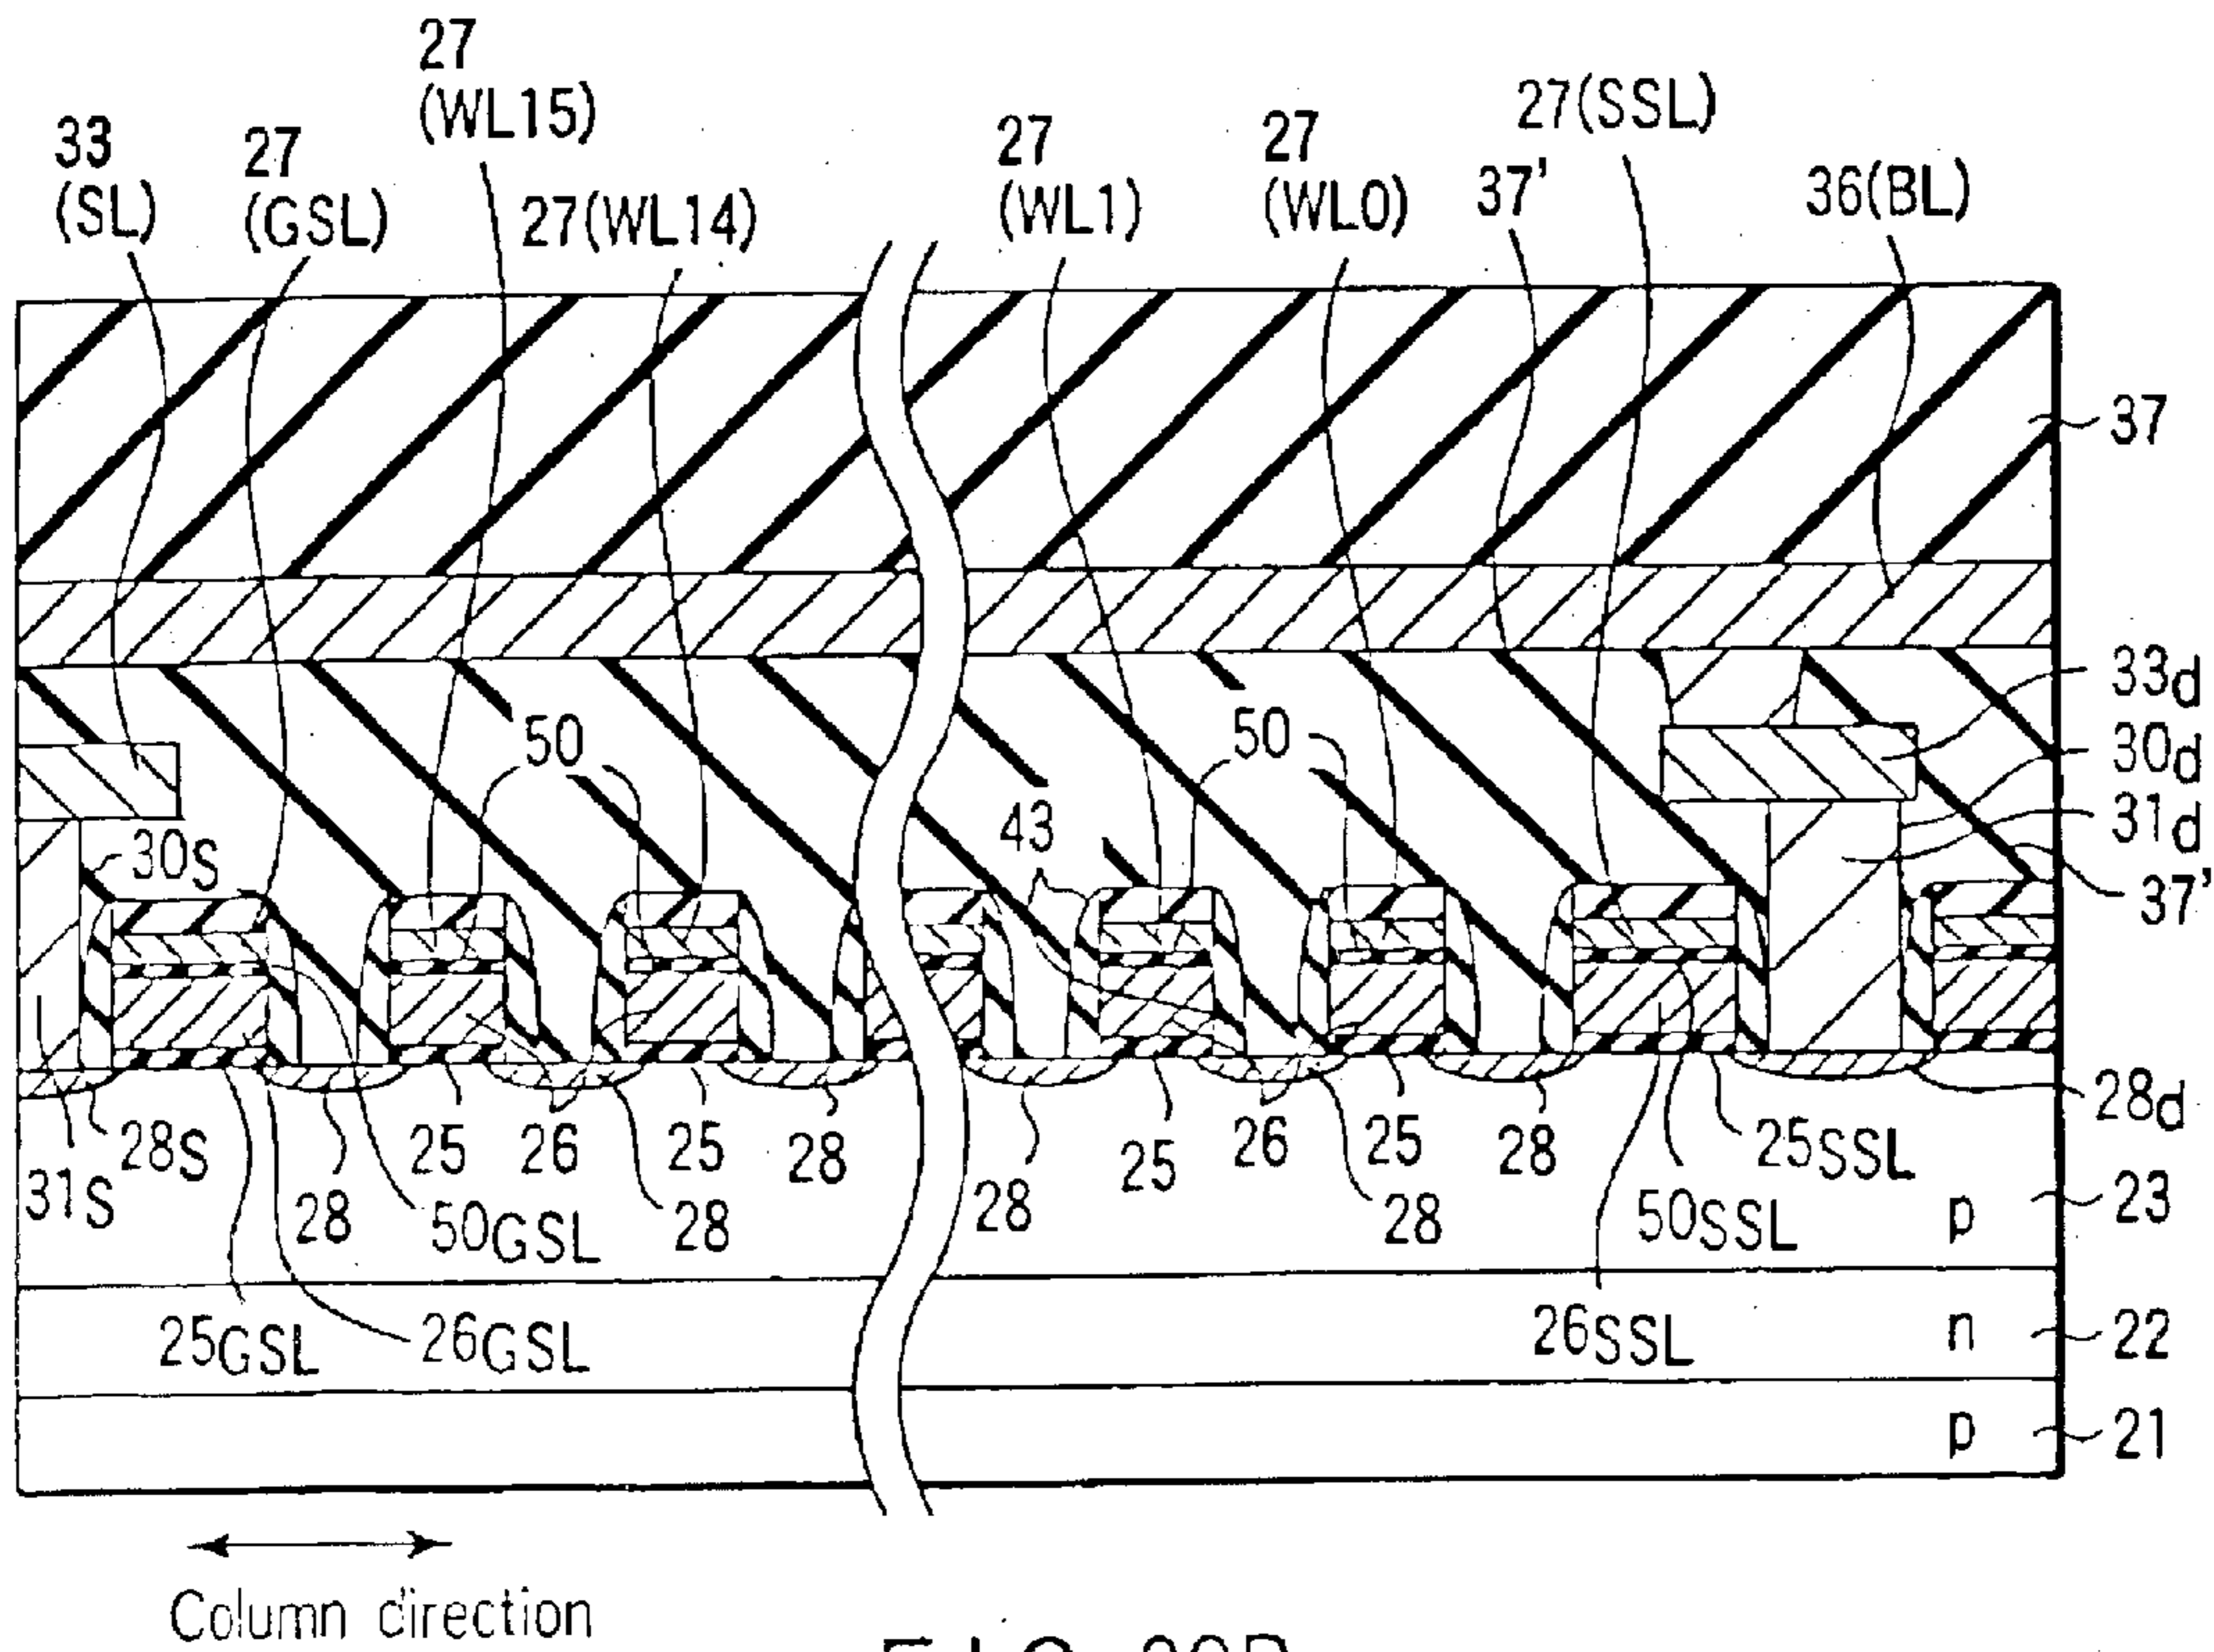 27
(WL15)
27(SSL)
33
(SL)
27
(GSL)
27(WL14)
27
(WL1)
27
(WL0)
37'
36(BL)
37
33d
50
50
30d
43
31d
30S
37'
28d
31S
28S
28
25
26
25
28
28
25
26
25
28
25SSL
23
50GSL
28
28
50SSL
p
25GSL
26GSL
26SSL
n
22
p
21
Column direction